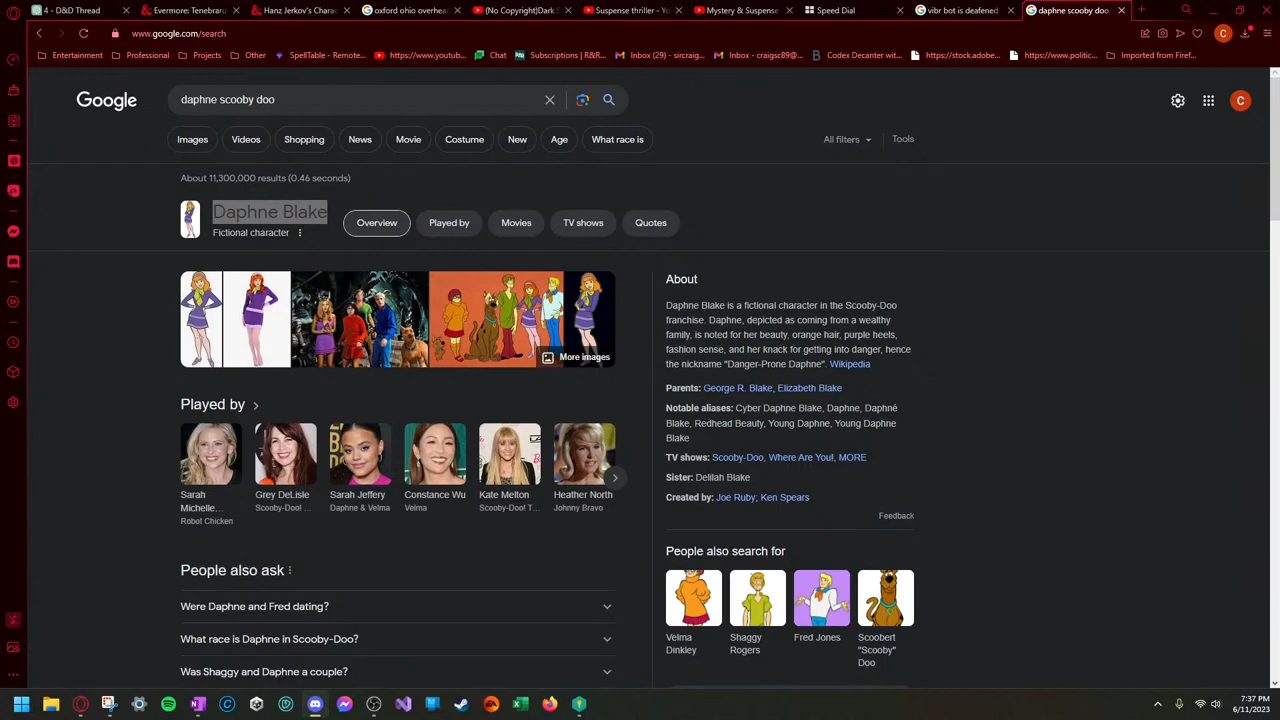 4 - D&D Thread
Evermore: Tenebrara
Hanz Jerkov's Charac
oxford ohio overhead
(No Copyright)Dark S
Suspense thriller - Yo
Mystery & Suspense
Speed Dial
vibr bot is deafened
daphne scooby doo
www.google.com/search
Entertainment
Professional
Projects
Other
SpellTable - Remote...
https://www.youtub...
Chat
Subscriptions | R&R...
Inbox (29) - sircraig...
Inbox - craigsc89@...
Codex Decanter wit...
https://stock.adobe...
https://www.politic...
Imported from Firef...
Google
daphne scooby doo
C
Images
Videos
Shopping
News
Movie
Costume
New
Age
What race is
All filters
Tools
About 11,300,000 results (0.46 seconds)
Daphne Blake
Fictional character
Overview
Played by
Movies
TV shows
Quotes
More images
Played by
Sarah
Michelle...
Robot Chicken
Grey DeLisle
Scooby-Doo! ...
Sarah Jeffery
Daphne & Velma
Constance Wu
Velma
Kate Melton
Scooby-Doo! T...
Heather North
Johnny Bravo
People also ask
Were Daphne and Fred dating?
What race is Daphne in Scooby-Doo?
Was Shaggy and Daphne a couple?
About
Daphne Blake is a fictional character in the Scooby-Doo
franchise. Daphne, depicted as coming from a wealthy
family, is noted for her beauty, orange hair, purple heels,
fashion sense, and her knack for getting into danger, hence
the nickname "Danger-Prone Daphne". Wikipedia
Parents: George R. Blake, Elizabeth Blake
Notable aliases: Cyber Daphne Blake, Daphne, Daphné
Blake, Redhead Beauty, Young Daphne, Young Daphne
Blake
TV shows: Scooby-Doo, Where Are You!, MORE
Sister: Delilah Blake
Created by: Joe Ruby; Ken Spears
Feedback
People also search for
Velma
Dinkley
Shaggy
Rogers
Fred Jones
Scoobert
"Scooby"
Doo
7:37 PM
6/11/2023